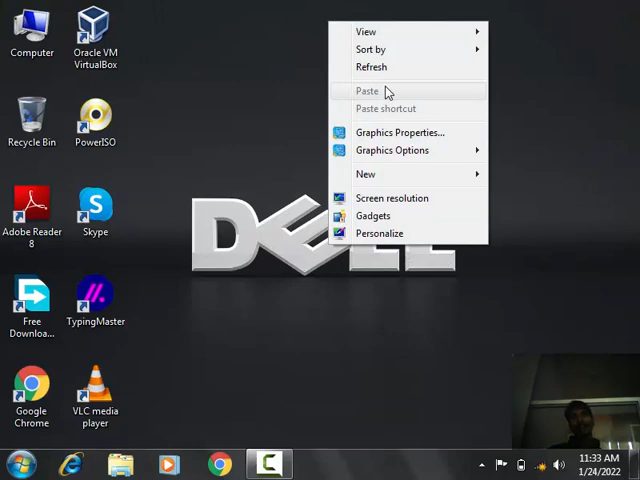 Computer
Oracle VM
VirtualBox
Recycle Bin
PowerISO
Adobe Reader
8
Skype
Free
Downloa...
TypingMaster
Google
Chrome
VLC media
player
View
Sort by
Refresh
Paste
Paste shortcut
Graphics Properties...
Graphics Options
New
Screen resolution
Gadgets
Personalize
DELL
11:33 AM
1/24/2022